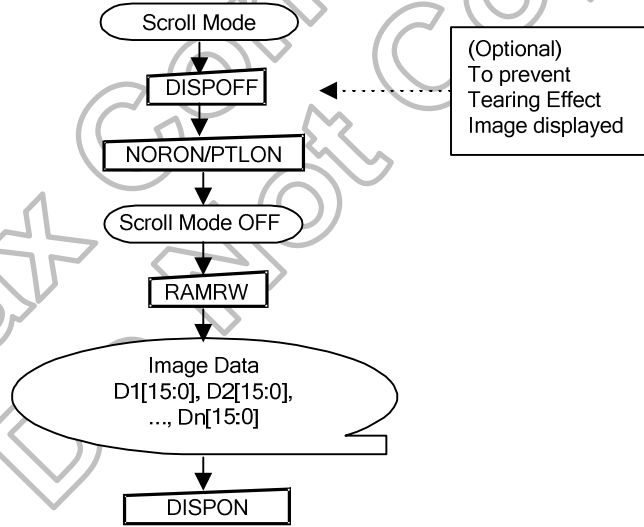 Scroll Mode
DISPOFF
(Optional)
To prevent
Tearing Effect
Image displayed
NORON/PTLON
Scroll Mode OFF
RAMRW
Image Data
D1[15:0], D2[15:0],
..., Dn[15:0]
DISPON